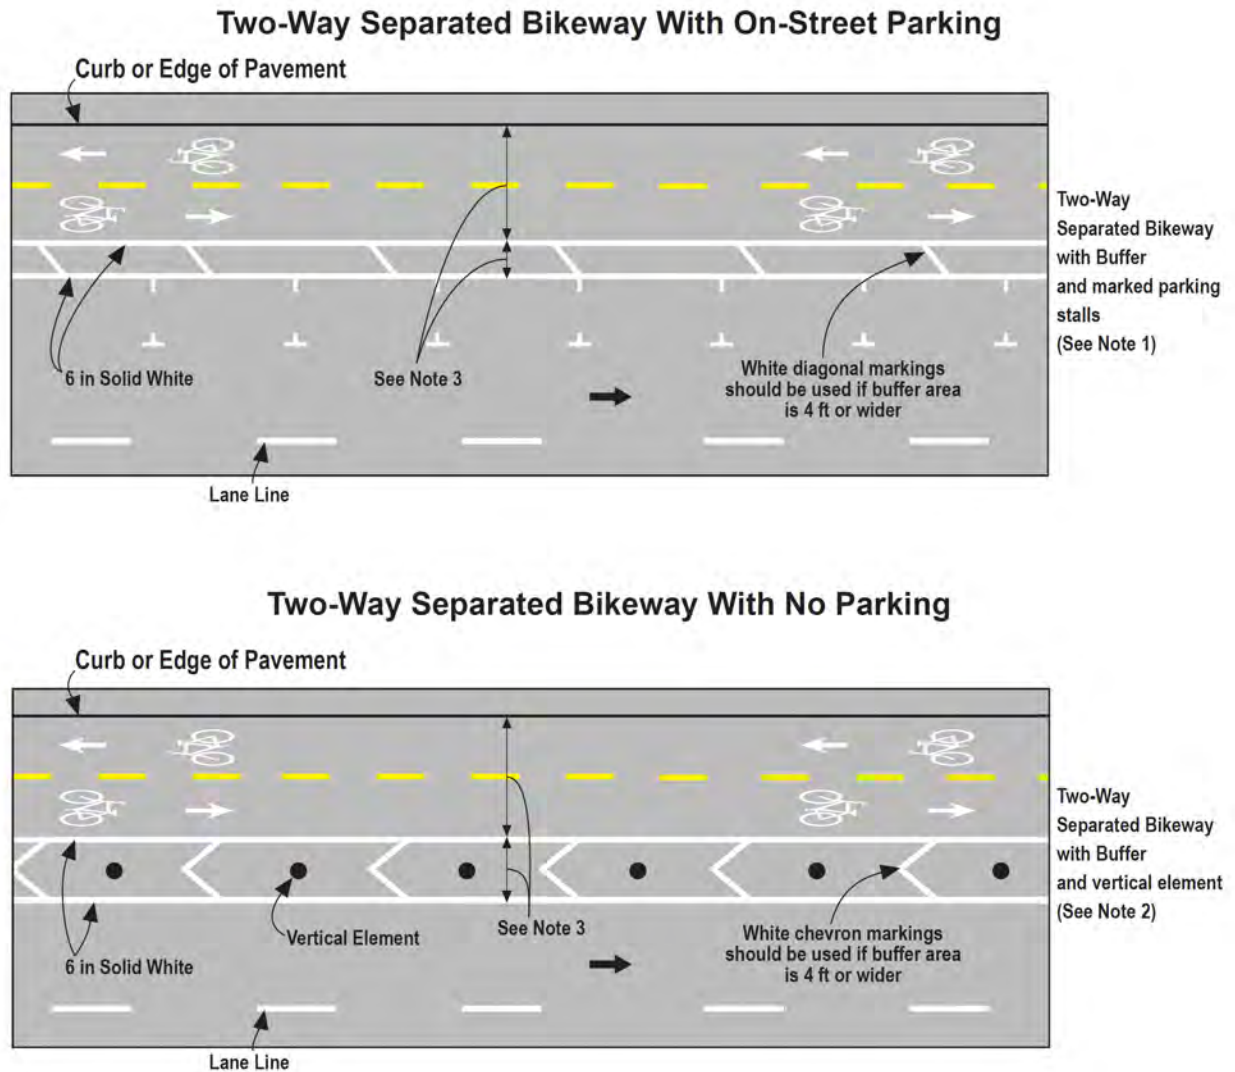 Two-Way Separated Bikeway With On-Street Parking
Curb or Edge of Pavement
Two-Way
Separated Bikeway
with Buffer
and marked parking
stalls
(See Note 1)
6 in Solid White
See Note 3
White diagonal markings
should be used if buffer area
is 4 ft or wider
Lane Line
Two-Way Separated Bikeway With No Parking
Curb or Edge of Pavement
Two-Way
Separated Bikeway
with Buffer
and vertical element
(See Note 2)
Vertical Element
See Note 3
White chevron markings
should be used if buffer area
is 4 ft or wider
6 in Solid White
Lane Line